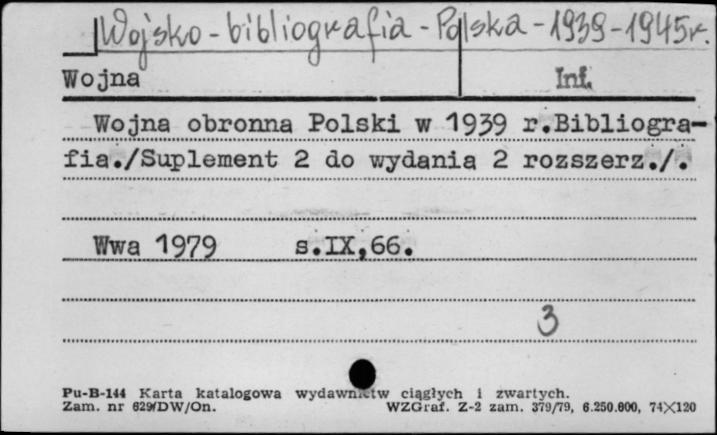 Wojsko - bibliografia - Polska - 1939 - 1945 r.
Wojna Inf.
Wojna obronna Polski w 1939 r.Bibliogra-
fia./Suplement 2 do wydania 2 rozszerz./.
Wwa 1979 s.IX,66.
3
Pu-B-144 Karta katalogowa wydawnictw ciągłych i zwartych.
Zam. nr 629/DW/On. WZGraf. Z-2 zam. 379/79, 6.250.000, 74X120